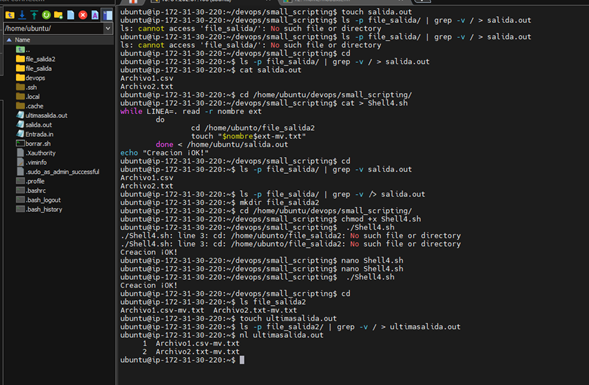 /home/ubuntu/
Name
..
file_salida2
file_salida
devops
.ssh
.local
.cache
ultimasalida.out
salida.out
Entrada.in
borrar.sh
.Xauthority
.viminfo
.sudo_as_admin_successful
.profile
.bashrc
.bash_logout
.bash_history
ubuntu@ip-172-31-30-220:~/devops/small_scripting$ touch salida.out
ubuntu@ip-172-31-30-220:~/devops/small_scripting$ ls -p file_salida/ | grep -v / > salida.out
ls: cannot access 'file_salida/': No such file or directory
ubuntu@ip-172-31-30-220:~/devops/small_scripting$ ls -p file_salida/ | grep -v / > salida.out
ls: cannot access 'file_salida/': No such file or directory
ubuntu@ip-172-31-30-220:~/devops/small_scripting$ cd
ubuntu@ip-172-31-30-220:~$ ls -p file_salida/ | grep -v / > salida.out
ubuntu@ip-172-31-30-220:~$ cat salida.out
Archivo1.csv
Archivo2.txt
ubuntu@ip-172-31-30-220:~$ cd /home/ubuntu/devops/small_scripting/
ubuntu@ip-172-31-30-220:~/devops/small_scripting$ cat > Shell4.sh
while LINEA=. read -r nombre ext
do
cd /home/ubunto/file_salida2
touch "$nombre$ext-mv.txt"
done < /home/ubuntu/salida.out
echo "Creacion ¡OK!"
ubuntu@ip-172-31-30-220:~/devops/small_scripting$ cd
ubuntu@ip-172-31-30-220:~$ ls -p file_salida/ | grep -v salida.out
Archivo1.csv
Archivo2.txt
ubuntu@ip-172-31-30-220:~$ ls -p file_salida/ | grep -v /> salida.out
ubuntu@ip-172-31-30-220:~$ mkdir file_salida2
ubuntu@ip-172-31-30-220:~$ cd /home/ubuntu/devops/small_scripting/
ubuntu@ip-172-31-30-220:~/devops/small_scripting$ chmod +x Shell4.sh
ubuntu@ip-172-31-30-220:~/devops/small_scripting$  ./Shell4.sh
./Shell4.sh: line 3: cd: /home/ubunto/file_salida2: No such file or directory
./Shell4.sh: line 3: cd: /home/ubunto/file_salida2: No such file or directory
Creacion ¡OK!
ubuntu@ip-172-31-30-220:~/devops/small_scripting$ nano Shell4.sh
ubuntu@ip-172-31-30-220:~/devops/small_scripting$ nano Shell4.sh
ubuntu@ip-172-31-30-220:~/devops/small_scripting$  ./Shell4.sh
Creacion ¡OK!
ubuntu@ip-172-31-30-220:~/devops/small_scripting$ cd
ubuntu@ip-172-31-30-220:~$ ls file_salida2
Archivo1.csv-mv.txt  Archivo2.txt-mv.txt
ubuntu@ip-172-31-30-220:~$ touch ultimasalida.out
ubuntu@ip-172-31-30-220:~$ ls -p file_salida2/ | grep -v / > ultimasalida.out
ubuntu@ip-172-31-30-220:~$ nl ultimasalida.out
1  Archivo1.csv-mv.txt
2  Archivo2.txt-mv.txt
ubuntu@ip-172-31-30-220:~$